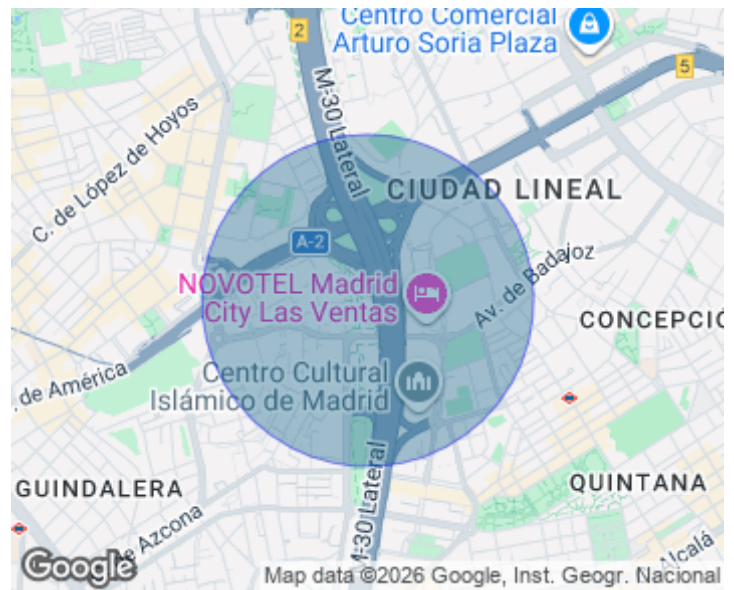 Centro Comercial
Arturo Soria Plaza
2
5
M-30 Lateral
C. de López de Hoyos
CIUDAD LINEAL
A-2
NOVOTEL Madrid
City Las Ventas
Av. de Badajoz
CONCEPCIÓ
. de América
Centro Cultural
Islámico de Madrid
GUINDALERA
QUINTANA
M-30 Lateral
de Azcona
Alcalá
Google
Map data ©2026 Google, Inst. Geogr. Nacional